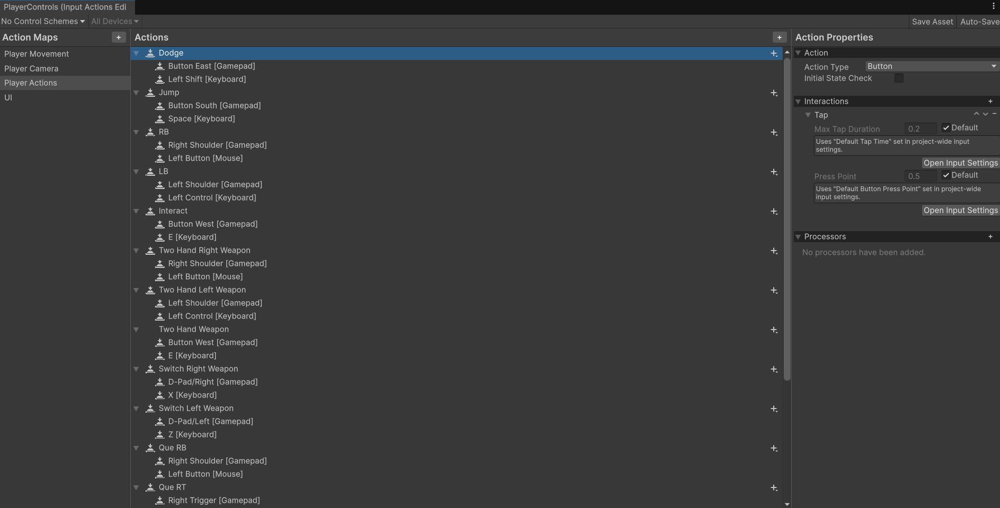 PlayerControls (Input Actions Edi
No Control Schemes
All Devices
Save Asset
Auto-Save
Action Maps
+
Player Movement
Player Camera
Player Actions
UI
Actions
+
Dodge
Button East [Gamepad]
Left Shift [Keyboard]
Jump
Button South [Gamepad]
Space [Keyboard]
RB
Right Shoulder [Gamepad]
Left Button [Mouse]
LB
Left Shoulder [Gamepad]
Left Control [Keyboard]
Interact
Button West [Gamepad]
E [Keyboard]
Two Hand Right Weapon
Right Shoulder [Gamepad]
Left Button [Mouse]
Two Hand Left Weapon
Left Shoulder [Gamepad]
Left Control [Keyboard]
Two Hand Weapon
Button West [Gamepad]
E [Keyboard]
Switch Right Weapon
D-Pad/Right [Gamepad]
X [Keyboard]
Switch Left Weapon
D-Pad/Left [Gamepad]
Z [Keyboard]
Que RB
Right Shoulder [Gamepad]
Left Button [Mouse]
Que RT
Right Trigger [Gamepad]
Action Properties
Action
Action Type Button
Initial State Check
Interactions
Tap
Max Tap Duration 0.2 Default
Uses "Default Tap Time" set in project-wide input
settings.
Open Input Settings
Press Point 0.5 Default
Uses "Default Button Press Point" set in project-wide
input settings.
Open Input Settings
Processors
No processors have been added.